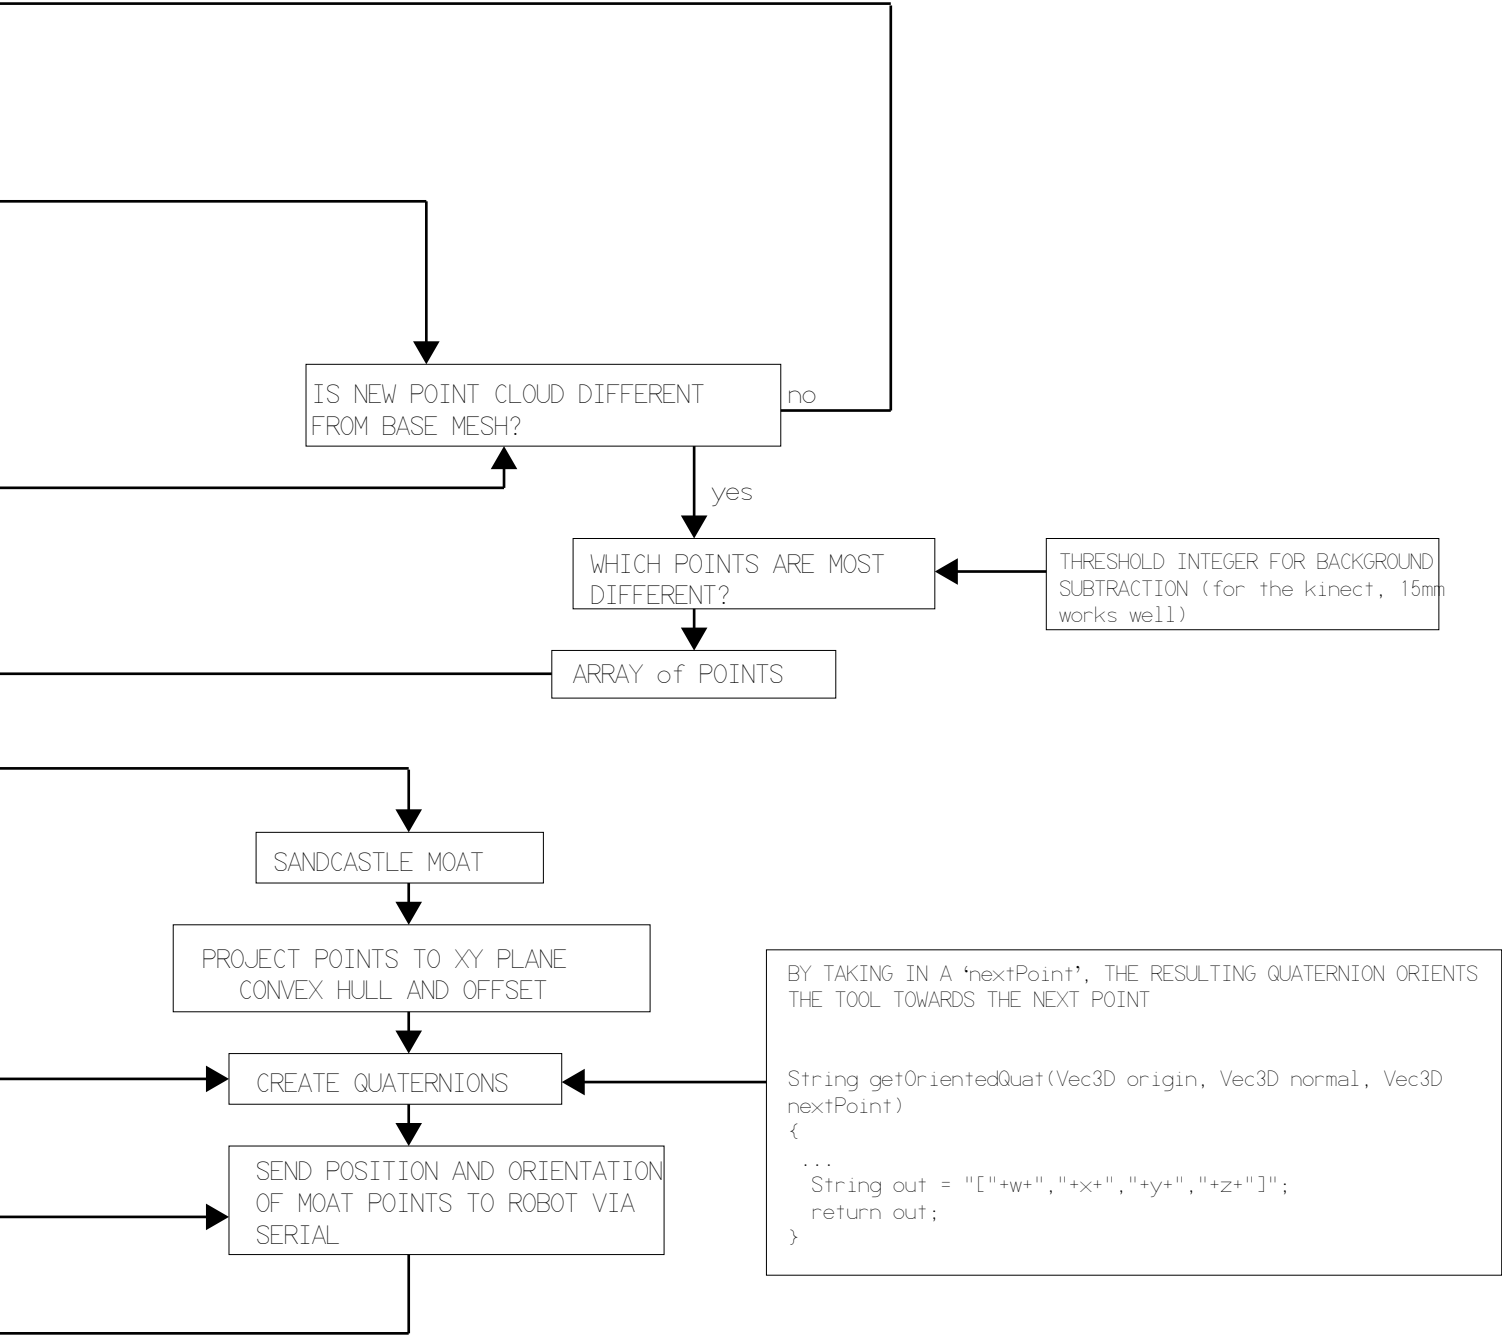 IS NEW POINT CLOUD DIFFERENT
FROM BASE MESH?
no
yes
WHICH POINTS ARE MOST
DIFFERENT?
THRESHOLD INTEGER FOR BACKGROUND
SUBTRACTION (for the kinect, 15mm
works well)
ARRAY of POINTS
SANDCASTLE MOAT
PROJECT POINTS TO XY PLANE
CONVEX HULL AND OFFSET
CREATE QUATERNIONS
SEND POSITION AND ORIENTATION
OF MOAT POINTS TO ROBOT VIA
SERIAL
BY TAKING IN A ‘nextPoint’, THE RESULTING QUATERNION ORIENTS
THE TOOL TOWARDS THE NEXT POINT
String getOrientedQuat(Vec3D origin, Vec3D normal, Vec3D
nextPoint)
{
...
String out = "["+w+","+x+","+y+","+z+"]";
return out;
}